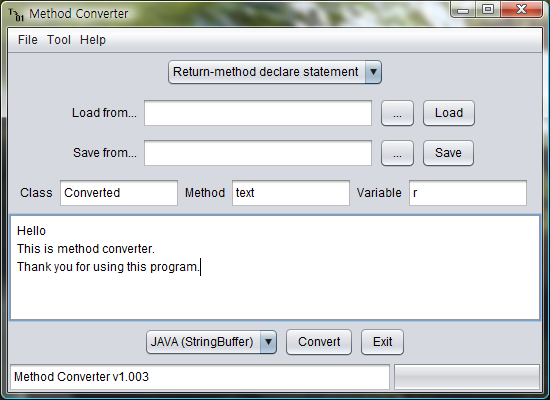 Method Converter
File Tool Help
Return-method declare statement
Load from... ... Load
Save from... ... Save
Class Converted Method text Variable r
Hello
This is method converter.
Thank you for using this program.
JAVA (StringBuffer) Convert Exit
Method Converter v1.003